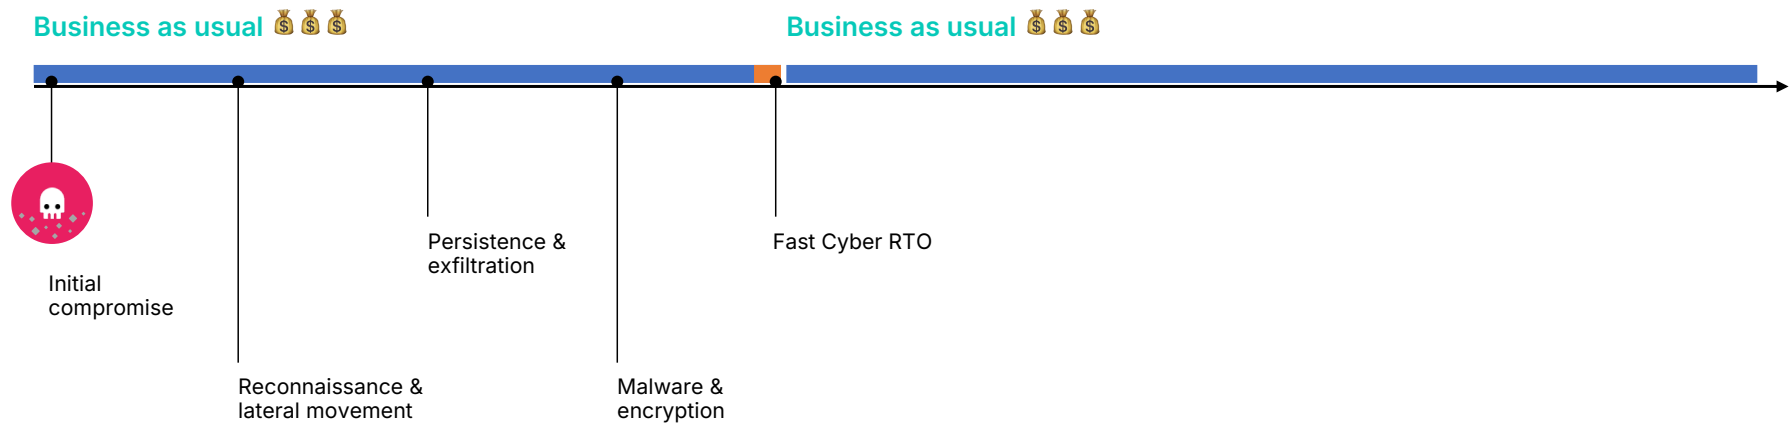 Business as usual 💰💰💰
Business as usual 💰💰💰
Initial
compromise
Reconnaissance &
lateral movement
Persistence &
exfiltration
Malware &
encryption
Fast Cyber RTO